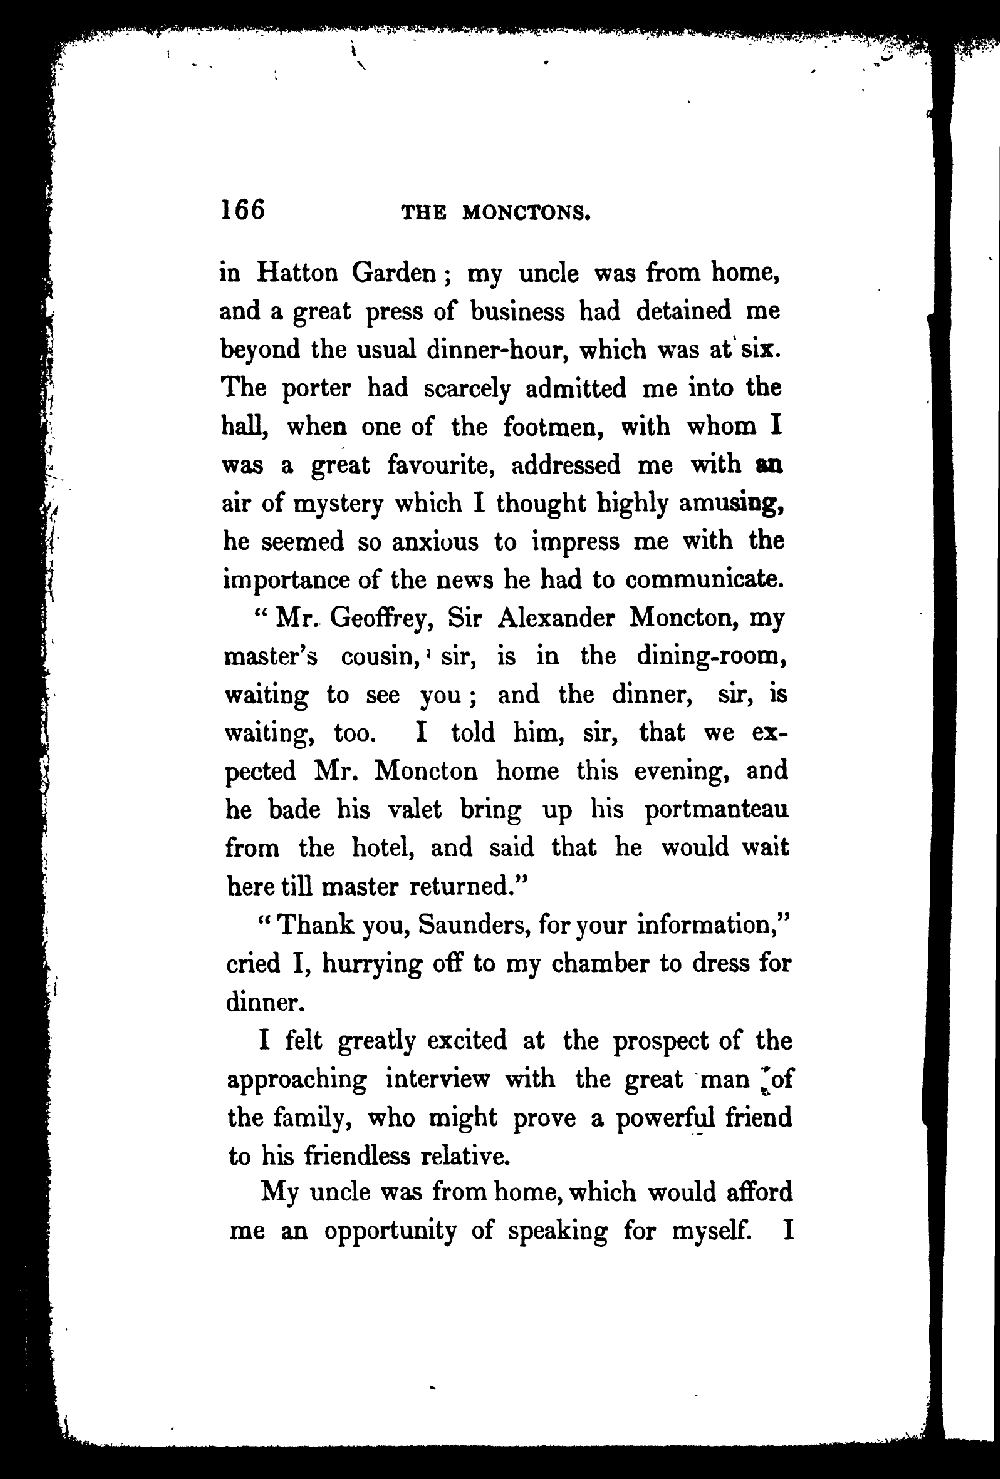 166 THE MONCTONS.
in Hatton Garden; my uncle was from home,
and a great press of business had detained me
beyond the usual dinner-hour, which was at six.
The porter had scarcely admitted me into the
hall, when one of the footmen, with whom I
was a great favourite, addressed me with an
air of mystery which I thought highly amusing,
he seemed so anxious to impress me with the
importance of the news he had to communicate.
"Mr. Geoffrey, Sir Alexander Moncton, my
master's cousin, sir, is in the dining-room,
waiting to see you; and the dinner, sir, is
waiting, too. I told him, sir, that we ex-
pected Mr. Moncton home this evening, and
he bade his valet bring up his portmanteau
from the hotel, and said that he would wait
here till master returned."
"Thank you, Saunders, for your information,"
cried I, hurrying off to my chamber to dress for
dinner.
I felt greatly excited at the prospect of the
approaching interview with the great man of
the family, who might prove a powerful friend
to his friendless relative.
My uncle was from home, which would afford
me an opportunity of speaking for myself. I